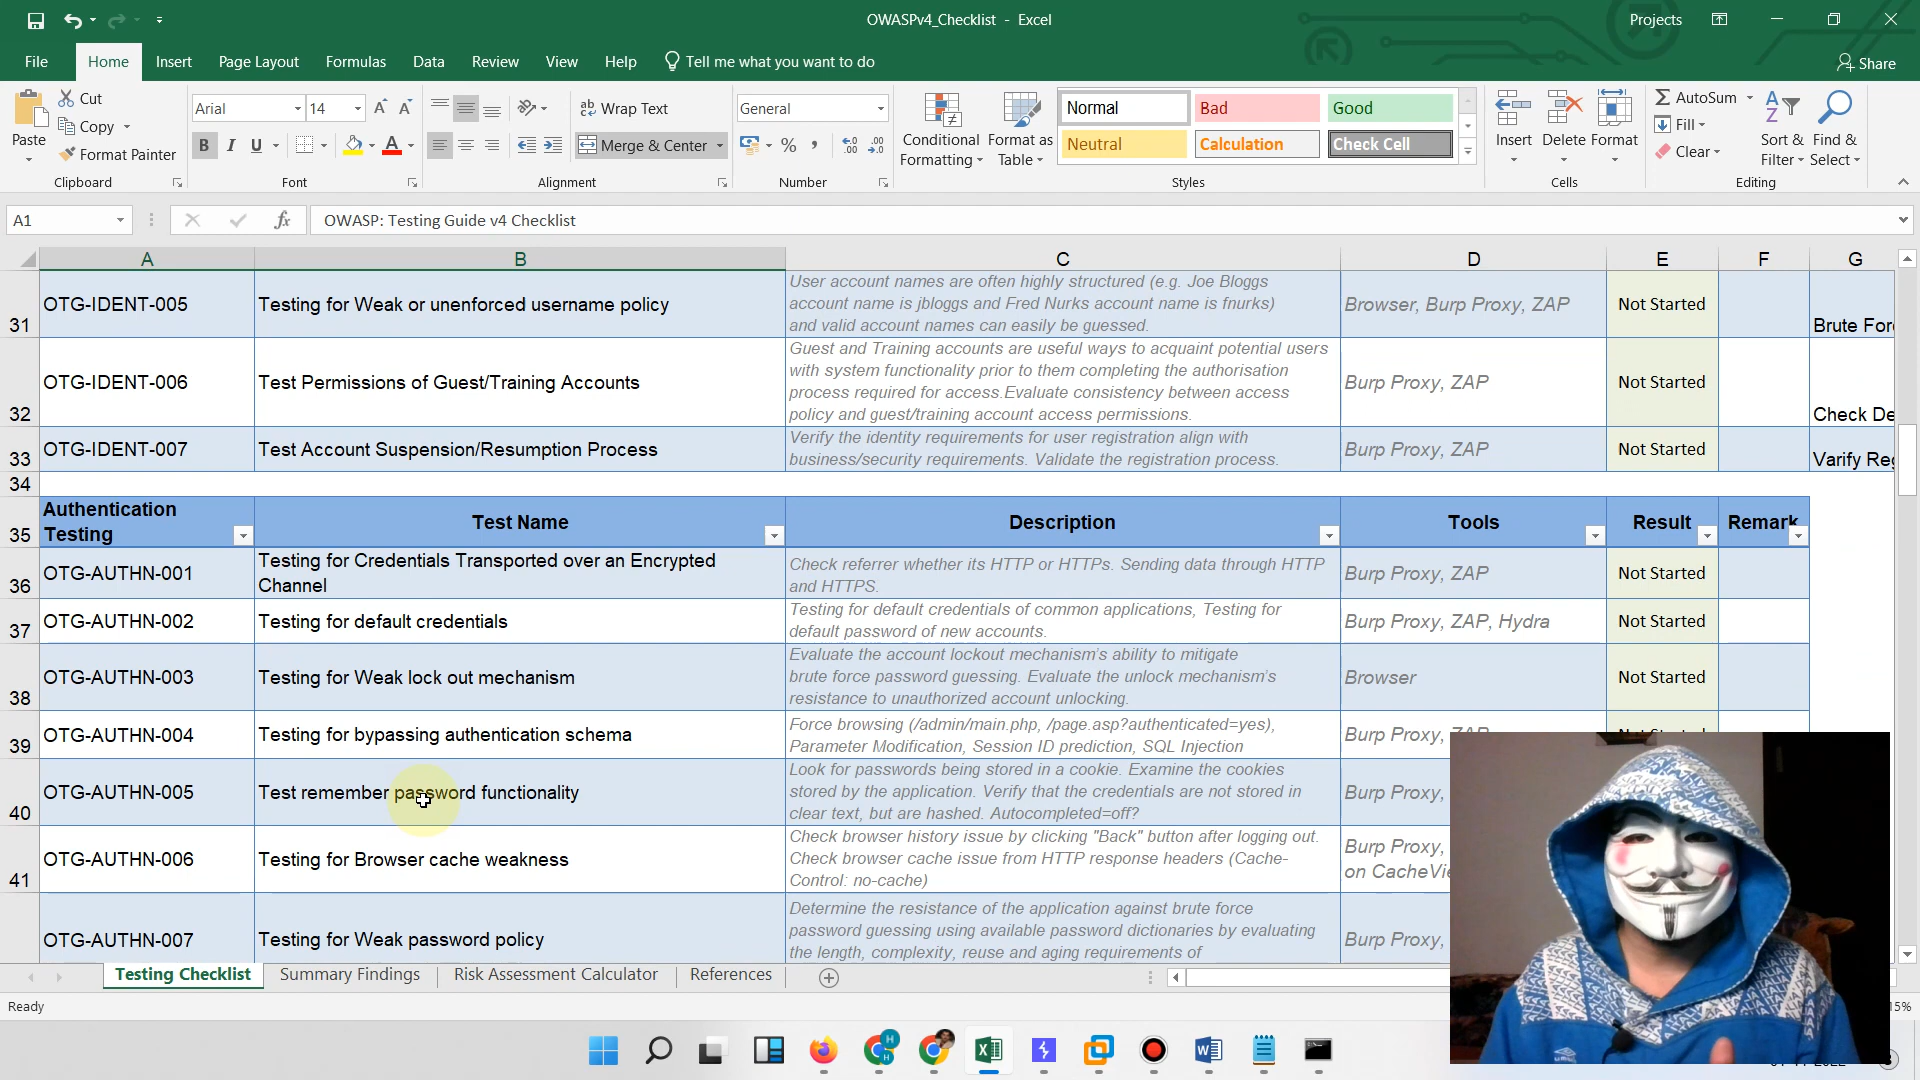 OWASPv4_Checklist - Excel
Projects
File
Home
Insert
Page Layout
Formulas
Data
Review
View
Help
Tell me what you want to do
Share
Paste
Cut
Copy
Format Painter
Clipboard
Arial
14
B I U
Font
Wrap Text
Merge & Center
Alignment
General
%
Number
Conditional Formatting
Format as Table
Normal
Bad
Good
Neutral
Calculation
Check Cell
Styles
Insert
Delete
Format
Cells
AutoSum
Fill
Clear
Sort & Filter
Find & Select
Editing
A1
fx
OWASP: Testing Guide v4 Checklist
A B C D E F G
31
OTG-IDENT-005
Testing for Weak or unenforced username policy
User account names are often highly structured (e.g. Joe Bloggs
account name is jbloggs and Fred Nurks account name is fnurks)
and valid account names can easily be guessed.
Browser, Burp Proxy, ZAP
Not Started
Brute For
32
OTG-IDENT-006
Test Permissions of Guest/Training Accounts
Guest and Training accounts are useful ways to acquaint potential users
with system functionality prior to them completing the authorisation
process required for access.Evaluate consistency between access
policy and guest/training account access permissions.
Burp Proxy, ZAP
Not Started
Check De
33
OTG-IDENT-007
Test Account Suspension/Resumption Process
Verify the identity requirements for user registration align with
business/security requirements. Validate the registration process.
Burp Proxy, ZAP
Not Started
Varify Reg
34
35
Authentication
Testing
Test Name
Description
Tools
Result
Remark
36
OTG-AUTHN-001
Testing for Credentials Transported over an Encrypted
Channel
Check referrer whether its HTTP or HTTPs. Sending data through HTTP
and HTTPS.
Burp Proxy, ZAP
Not Started
37
OTG-AUTHN-002
Testing for default credentials
Testing for default credentials of common applications, Testing for
default password of new accounts.
Burp Proxy, ZAP, Hydra
Not Started
38
OTG-AUTHN-003
Testing for Weak lock out mechanism
Evaluate the account lockout mechanism's ability to mitigate
brute force password guessing. Evaluate the unlock mechanism's
resistance to unauthorized account unlocking.
Browser
Not Started
39
OTG-AUTHN-004
Testing for bypassing authentication schema
Force browsing (/admin/main.php, /page.asp?authenticated=yes),
Parameter Modification, Session ID prediction, SQL Injection
Burp Proxy, ZAP
40
OTG-AUTHN-005
Test remember password functionality
Look for passwords being stored in a cookie. Examine the cookies
stored by the application. Verify that the credentials are not stored in
clear text, but are hashed. Autocompleted=off?
Burp Proxy,
41
OTG-AUTHN-006
Testing for Browser cache weakness
Check browser history issue by clicking "Back" button after logging out.
Check browser cache issue from HTTP response headers (Cache-
Control: no-cache)
Burp Proxy,
on CacheVie
OTG-AUTHN-007
Testing for Weak password policy
Determine the resistance of the application against brute force
password guessing using available password dictionaries by evaluating
the length, complexity, reuse and aging requirements of
Burp Proxy,
Testing Checklist
Summary Findings
Risk Assessment Calculator
References
Ready
15%